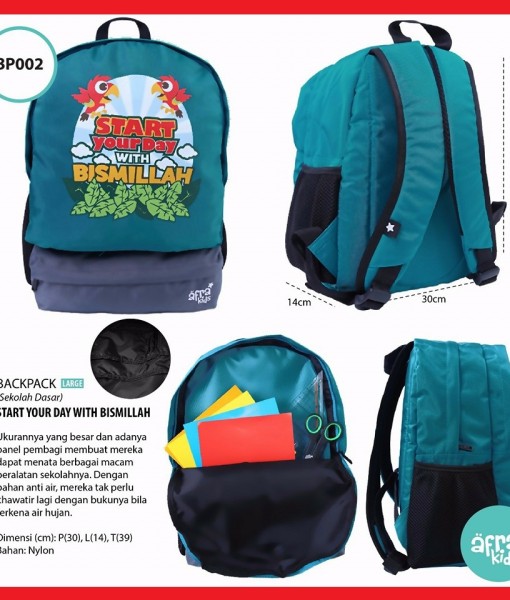 BP002
START
your Day
WITH
BISMILLAH
afra
kids
14cm
30cm
BACKPACK LARGE
(Sekolah Dasar)
START YOUR DAY WITH BISMILLAH
Ukurannya yang besar dan adanya
panel pembagi membuat mereka
dapat menata berbagai macam
peralatan sekolahnya. Dengan
bahan anti air, mereka tak perlu
khawatir lagi dengan bukunya bila
terkena air hujan.
Dimensi (cm): P(30), L(14), T(39)
Bahan: Nylon
afra
kids